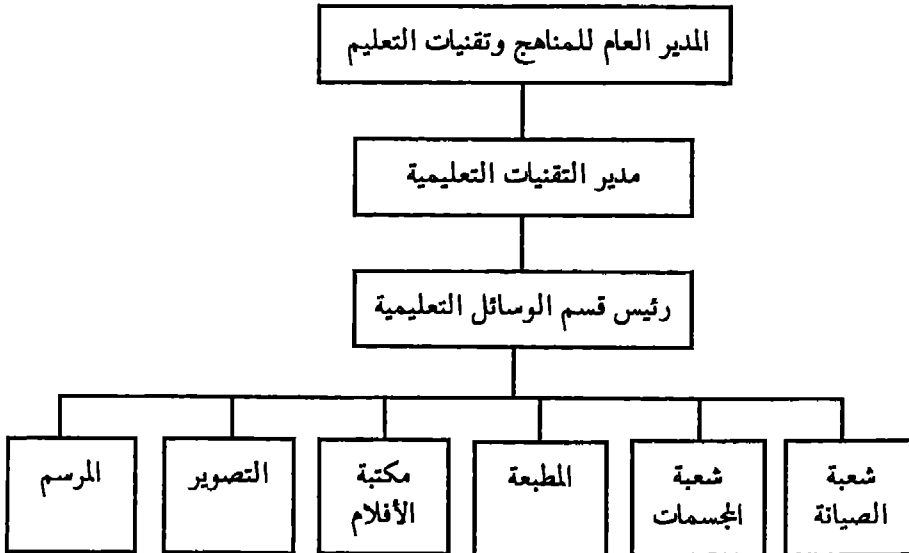 المدير العام للمناهج وتقنيات التعليم
مدير التقنيات التعليمية
رئيس قسم الوسائل التعليمية
شعبة
الصيانة
شعبة
المجسمات
المطبعة
مكتبة
الأفلام
التصوير
المرسم